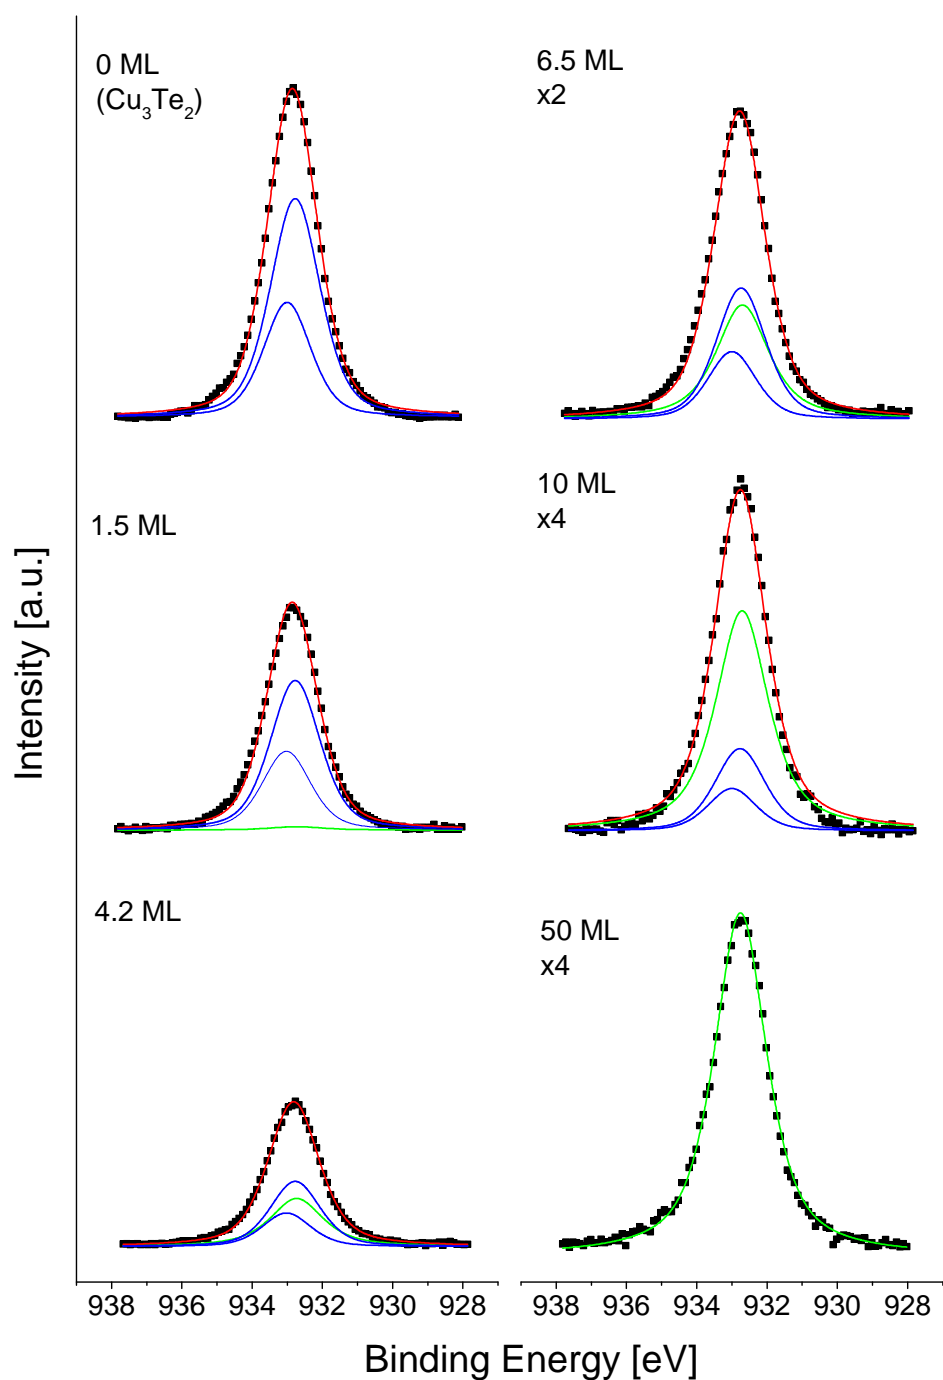 0 ML
(Cu₃Te₂)
6.5 ML
x2
1.5 ML
10 ML
x4
4.2 ML
50 ML
x4
Intensity [a.u.]
938 936 934 932 930 928
938 936 934 932 930 928
Binding Energy [eV]